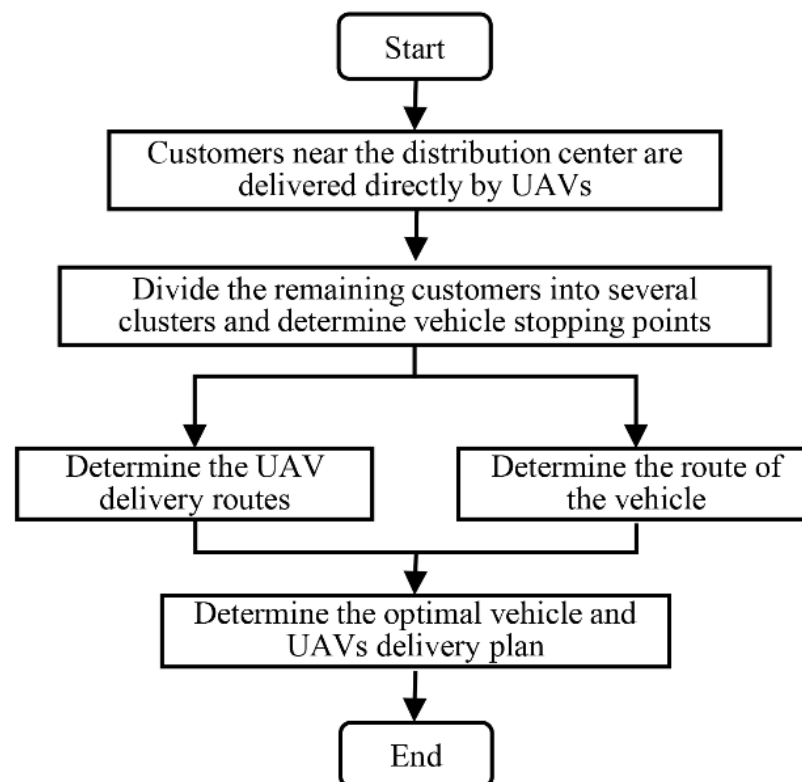 Start
Customers near the distribution center are
delivered directly by UAVs
Divide the remaining customers into several
clusters and determine vehicle stopping points
Determine the UAV
delivery routes
Determine the route of
the vehicle
Determine the optimal vehicle and
UAVs delivery plan
End